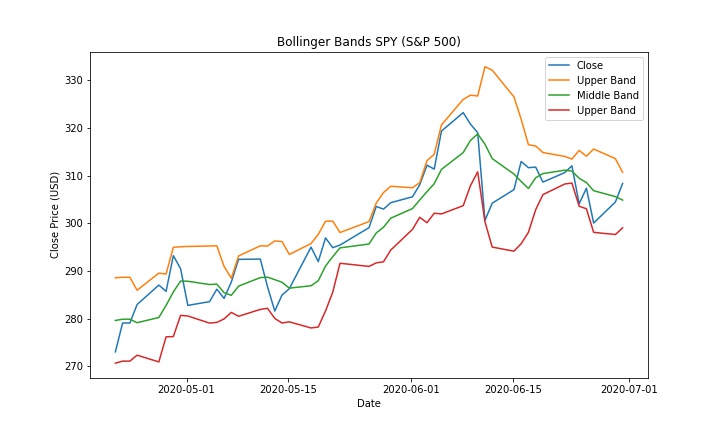 Bollinger Bands SPY (S&P 500)
Close
Upper Band
Middle Band
Upper Band
Close Price (USD)
330
320
310
300
290
280
270
2020-05-01 2020-05-15 2020-06-01 2020-06-15 2020-07-01
Date